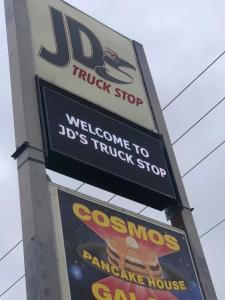 JD's
TRUCK STOP
WELCOME TO
JD'S TRUCK STOP
COSMOS
PANCAKE HOUSE